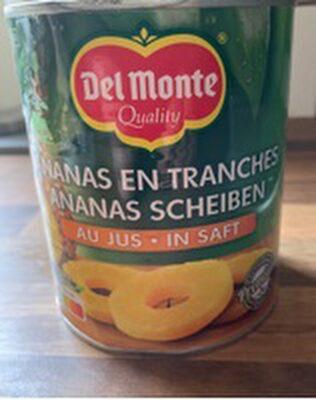 Del Monte
Quality
ANANAS EN TRANCHES
ANANAS SCHEIBEN
AU JUS • IN SAFT